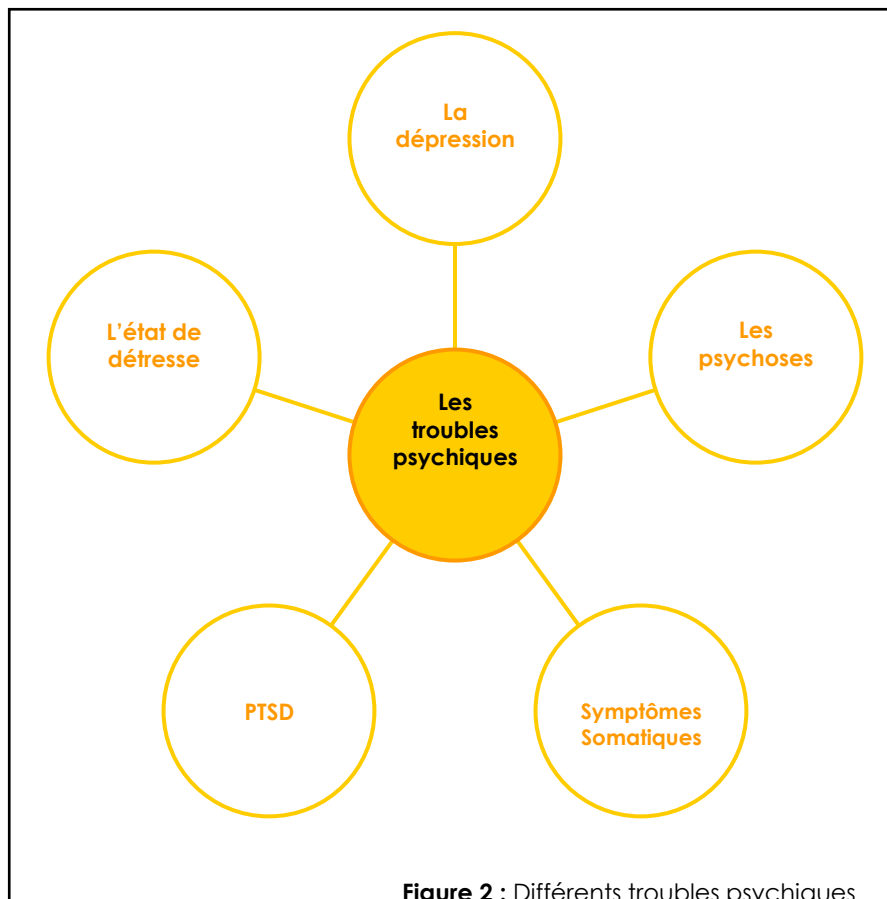 La
dépression
L'état de
détresse
Les
psychoses
Les
troubles
psychiques
PTSD
Symptômes
Somatiques
Figure 2 : Différents troubles psychiques